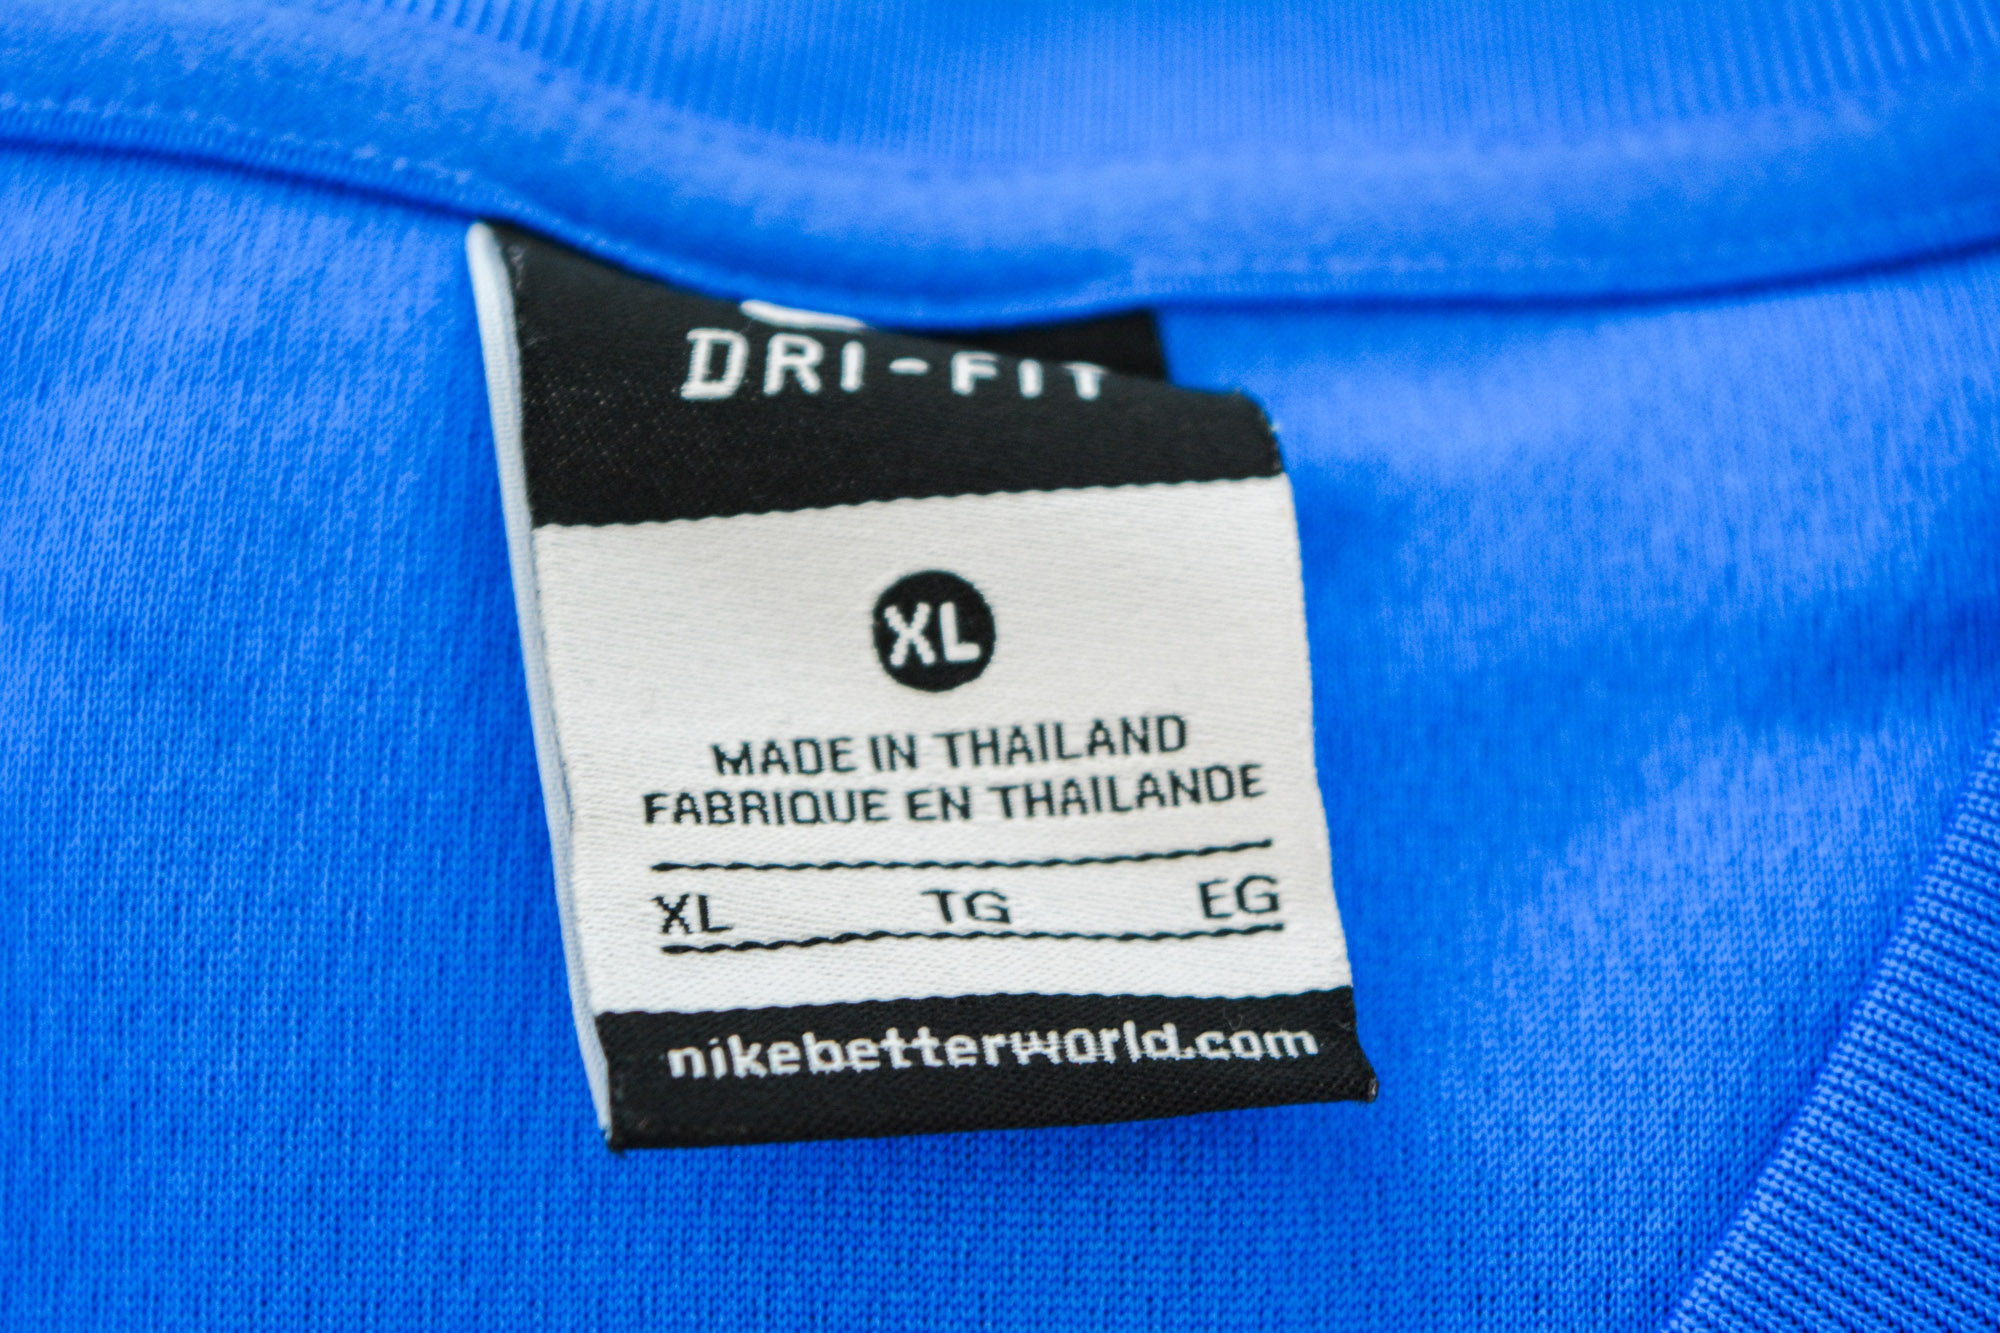 DRI-FIT
XL
MADE IN THAILAND
FABRIQUE EN THAILANDE
XL TG EG
nikebetterworld.com